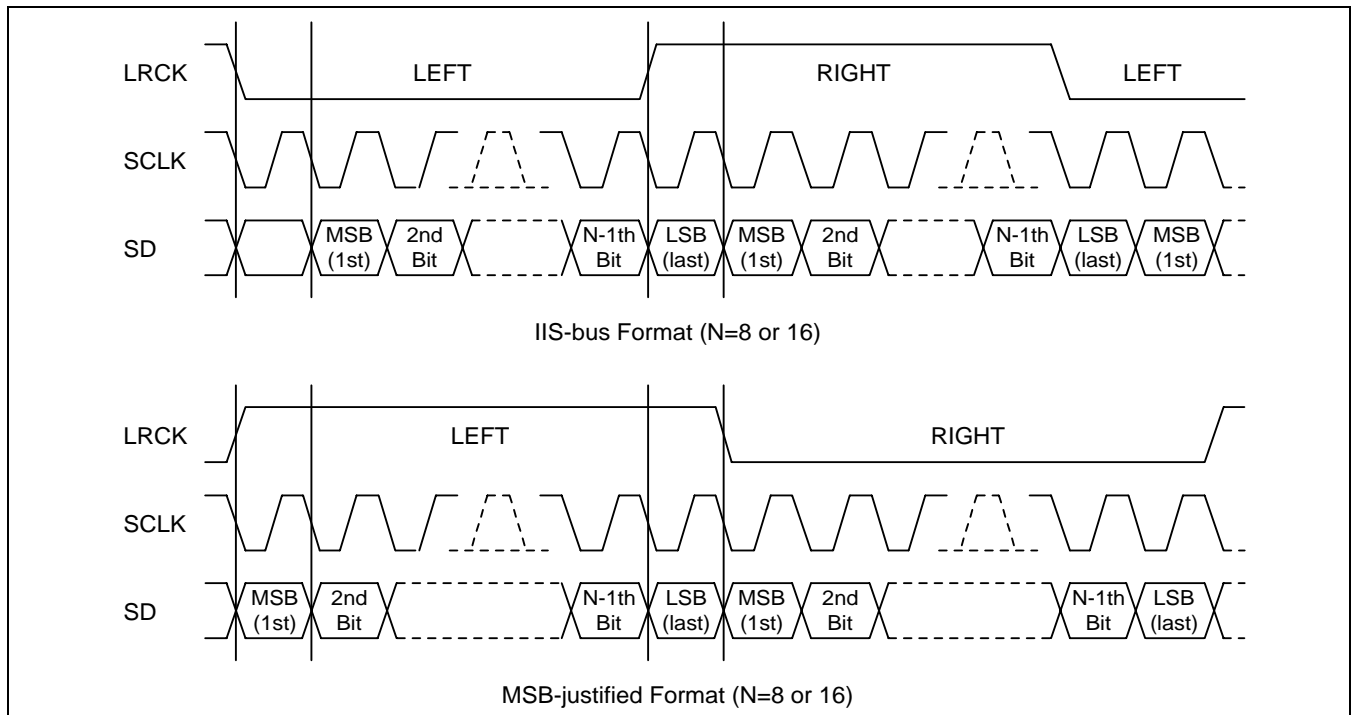 LRCK LEFT RIGHT LEFT
SCLK
SD MSB (1st) 2nd Bit N-1th Bit LSB (last) MSB (1st) 2nd Bit N-1th Bit LSB (last) MSB (1st)
IIS-bus Format (N=8 or 16)
LRCK LEFT RIGHT
SCLK
SD MSB (1st) 2nd Bit N-1th Bit LSB (last) MSB (1st) 2nd Bit N-1th Bit LSB (last)
MSB-justified Format (N=8 or 16)